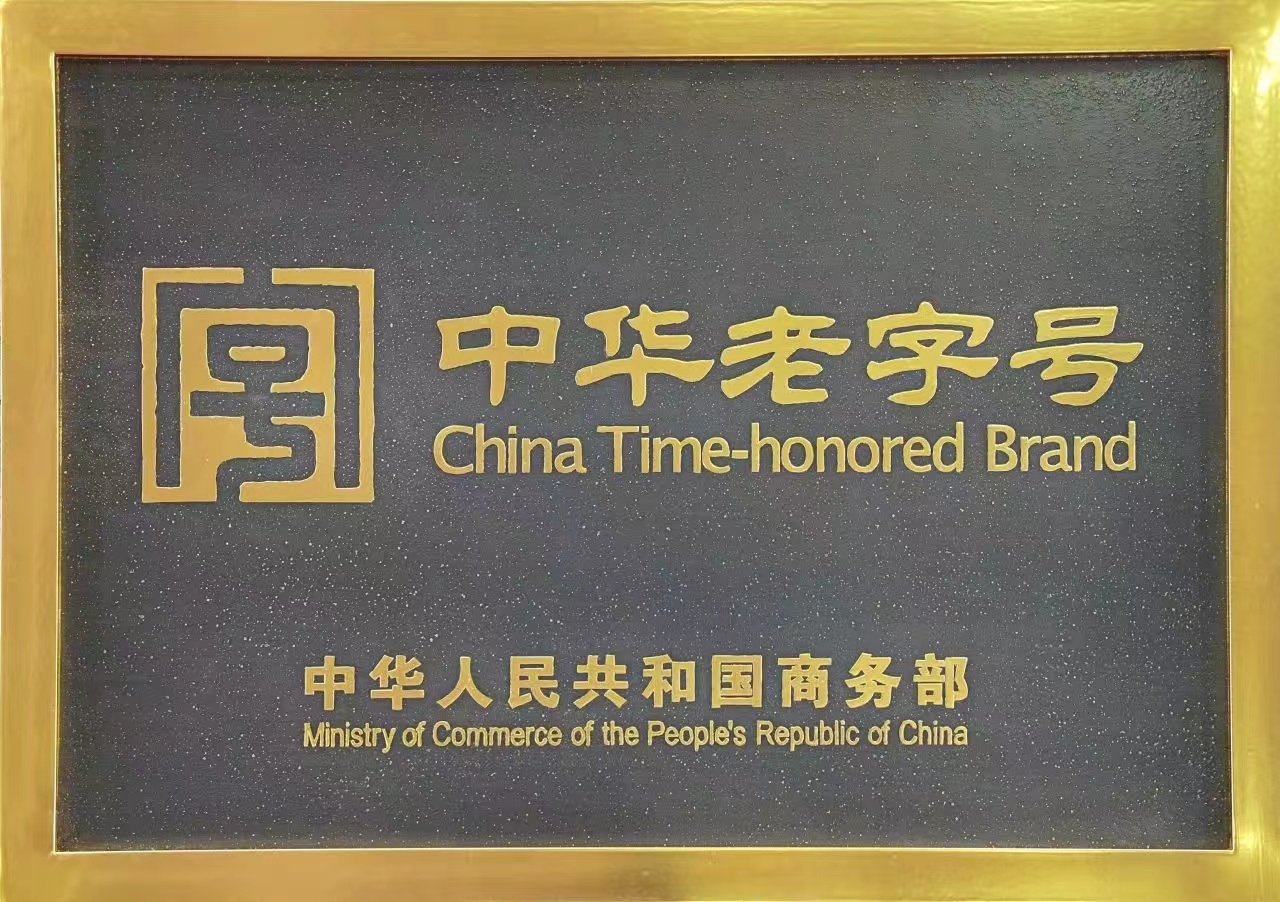 中华老字号
China Time-honored Brand
中华人民共和国商务部
Ministry of Commerce of the People's Republic of China